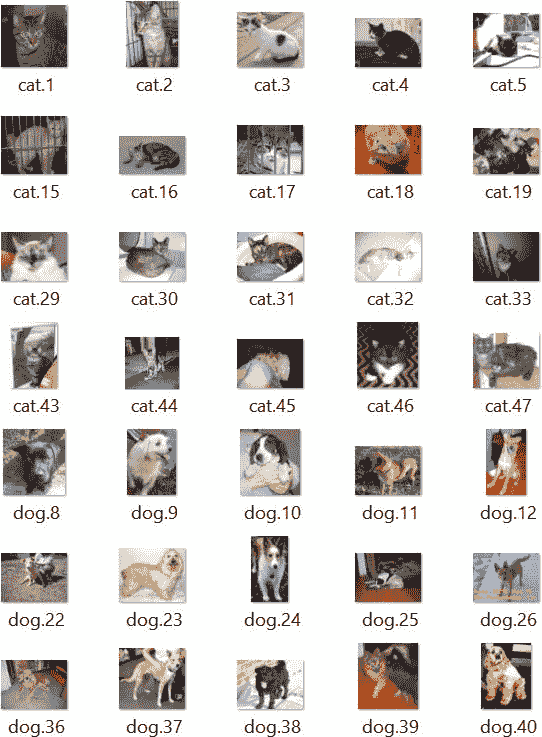 cat.1 cat.2 cat.3 cat.4 cat.5
cat.15 cat.16 cat.17 cat.18 cat.19
cat.29 cat.30 cat.31 cat.32 cat.33
cat.43 cat.44 cat.45 cat.46 cat.47
dog.8 dog.9 dog.10 dog.11 dog.12
dog.22 dog.23 dog.24 dog.25 dog.26
dog.36 dog.37 dog.38 dog.39 dog.40